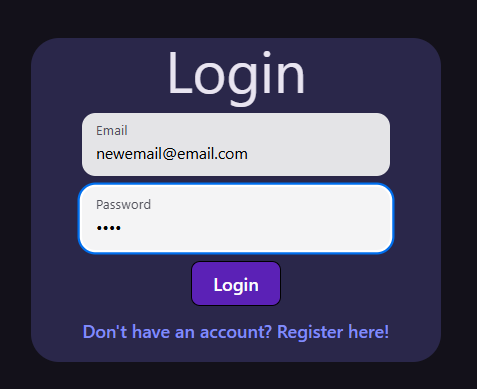 Login
Email
newemail@email.com
Password
••••
Login
Don't have an account? Register here!